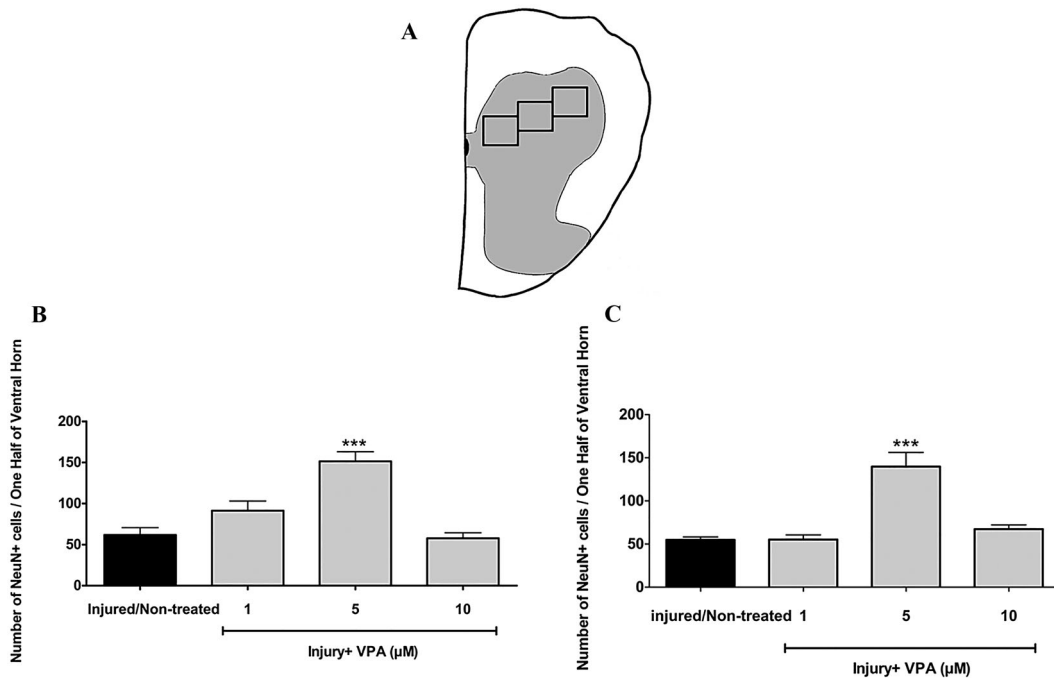 A
B
Number of NeuN+ cells / One Half of Ventral Horn
200
150
100
50
0
***
Injured/Non-treated 1 5 10
Injury+ VPA (µM)
C
Number of NeuN+ cells / One Half of Ventral Horn
200
150
100
50
0
***
injured/Non-treated 1 5 10
Injury+ VPA (µM)